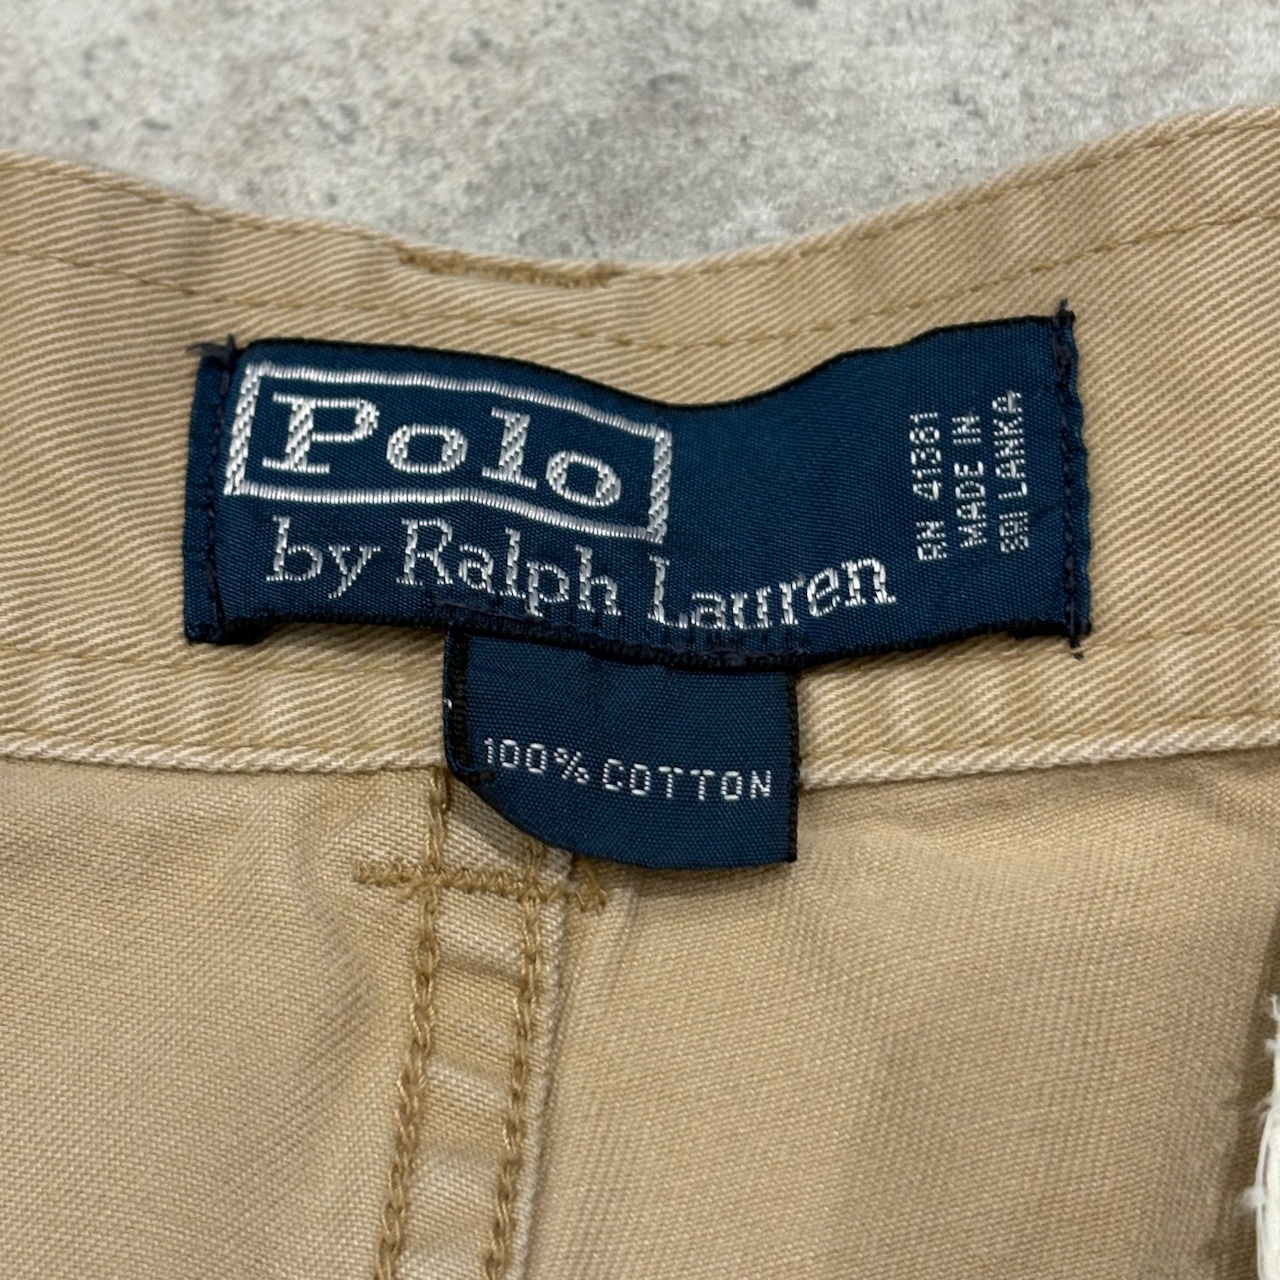 Polo
by Ralph Lauren
RN 41381
MADE IN
SRI LANKA
100% COTTON